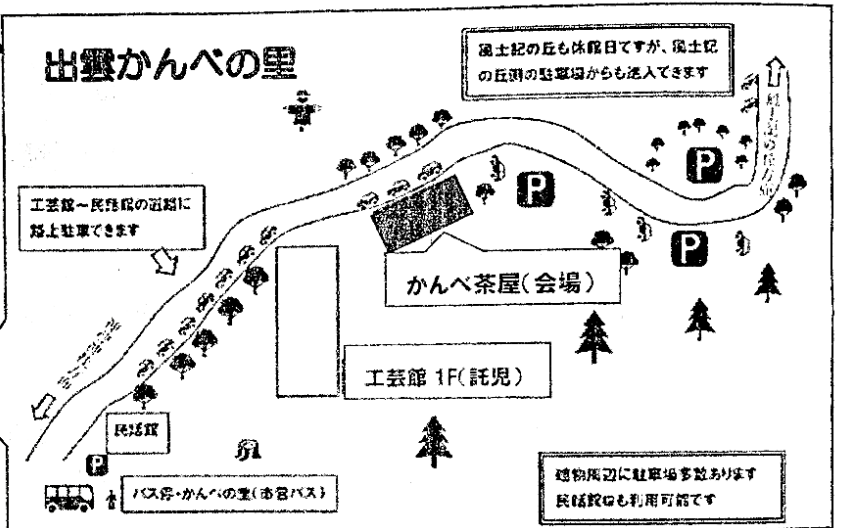 出雲かんべの里
風土記の丘も休館日ですが、風土記
の丘側の駐車場からも進入できます
P
工芸館~民話館の道路に
路上駐車できます
P
P
かんべ茶屋(会場)
工芸館 1F(託児)
民話館
P
バス停・かんべの里(市営バス)
建物周辺に駐車場多数あります
民話館Pも利用可能です